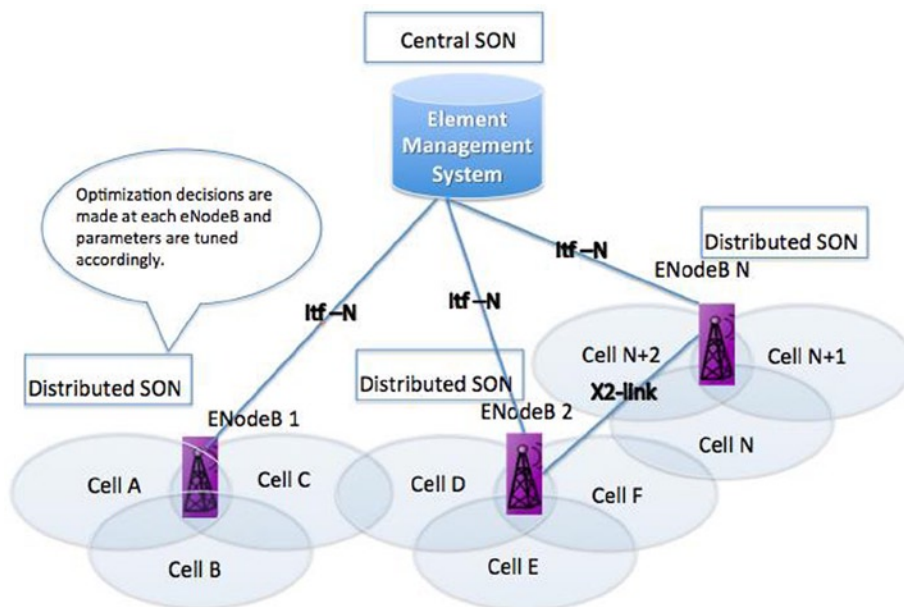 Central SON
Element
Management
System
Optimization decisions are
made at each eNodeB and
parameters are tuned
accordingly.
Distributed SON
Itf –N
ENodeB N
Itf –N
Itf –N
Cell N+2
Cell N+1
Distributed SON
Distributed SON
X2-link
ENodeB 1
ENodeB 2
Cell N
Cell A
Cell C
Cell D
Cell F
Cell B
Cell E